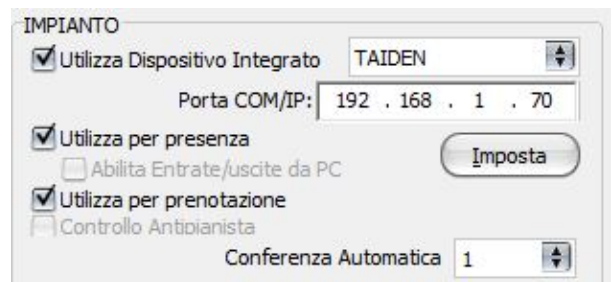 IMPIANTO
Utilizza Dispositivo Integrato TAIDEN
Porta COM/IP: 192 . 168 . 1 . 70
Utilizza per presenza
Abilita Entrate/uscite da PC Imposta
Utilizza per prenotazione
Controllo Antipianista
Conferenza Automatica 1